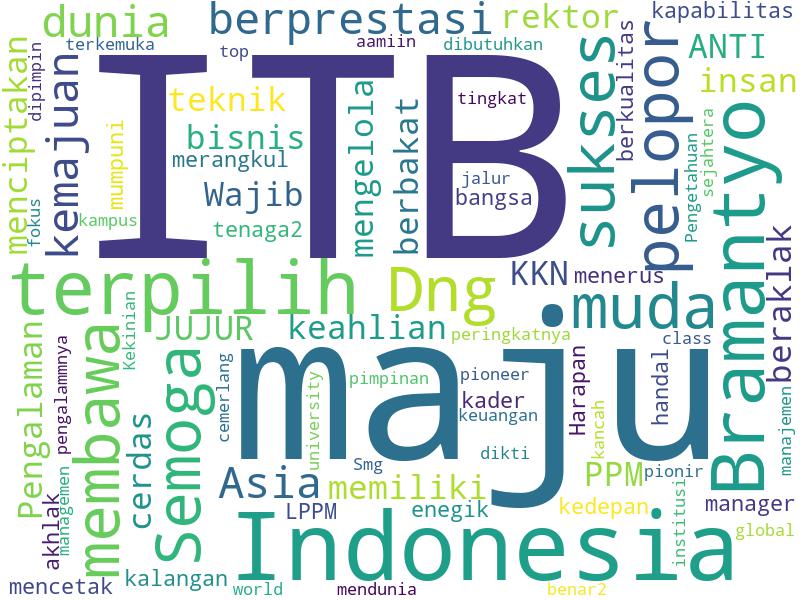 dunia
berprestasi
rektor
kapabilitas
terkemuka
top
aamiin
dibutuhkan
ANTI
menciptakan
dipimpin
kemajuan
ITB
teknik
tingkat
sukses
berkualitas
pelopor
insan
mumpuni
bisnis
merangkul
mengelola
berbakat
jalur
bangsa
Wajib
kampus
tenaga2
fokus
Pengetahuan
sejahtera
Bramantyo
terpilih
Dng
KKN
menerus
muda
beraklak
Kekinian
JUJUR
keahlian
peringkatnya
class
Pengalaman
pengalammnya
membawa
Semoga
cemerlang
maju
university
pimpinan
pioneer
kader
keuangan
Harapan
kancah
handal
manajemen
cerdas
dikti
Smg
Asia
memiliki
PPM
pionir
akhlak
managemen
LPPM
enegik
kedepan
institusi
manager
Indonesia
global
mencetak
kalangan
world
mendunia
benar2